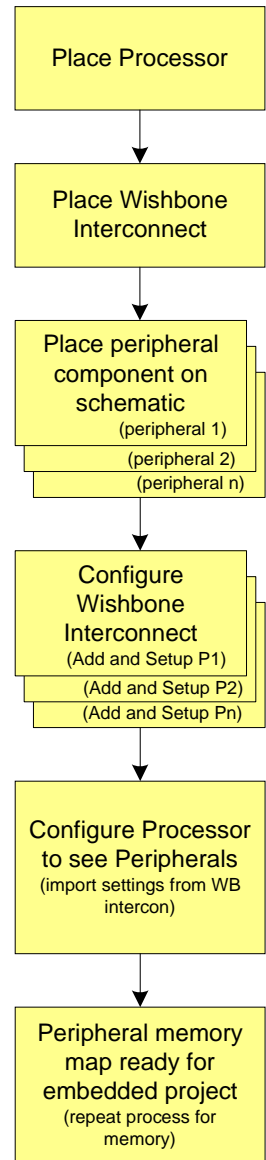 Place Processor
Place Wishbone
Interconnect
Place peripheral
component on
schematic
(peripheral 1)
(peripheral 2)
(peripheral n)
Configure
Wishbone
Interconnect
(Add and Setup P1)
(Add and Setup P2)
(Add and Setup Pn)
Configure Processor
to see Peripherals
(import settings from WB
intercon)
Peripheral memory
map ready for
embedded project
(repeat process for
memory)